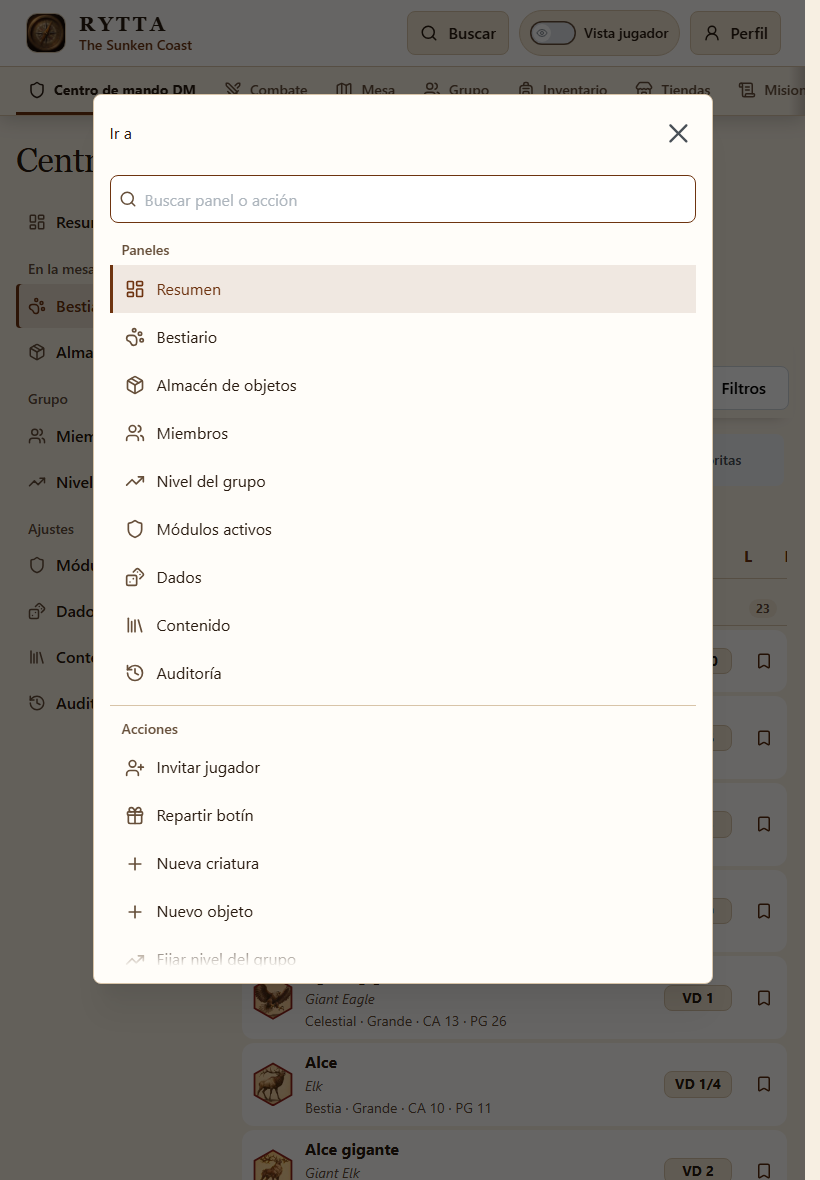 RYTTA
The Sunken Coast
Buscar
Vista jugador
Perfil
Centro de mando DM
Combate
Mesa
Grupo
Inventario
Tiendas
Ir a
Buscar panel o acción
Paneles
Resumen
Bestiario
Almacén de objetos
Miembros
Nivel del grupo
Módulos activos
Dados
Contenido
Auditoría
Acciones
Invitar jugador
Repartir botín
Nueva criatura
Nuevo objeto
Fijar nivel del grupo
En la mesa
Grupo
Nivel
Ajustes
Filtros
L
23
Giant Eagle
Celestial · Grande · CA 13 · PG 26
VD 1
Alce
Elk
Bestia · Grande · CA 10 · PG 11
VD 1/4
Alce gigante
Giant Elk
VD 2